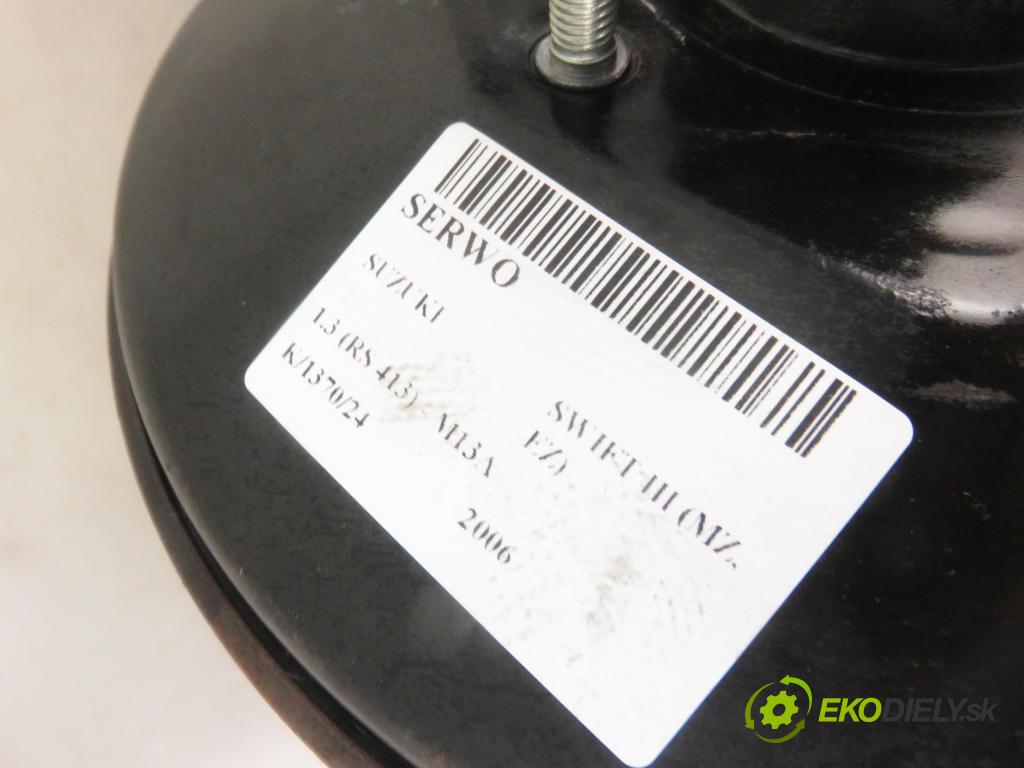 SERWO
SUZUKI
SWIFT III (MZ,
EZ)
1.3 (RS 413) - M13A
2006
K/1370/24
EKODIELY.sk